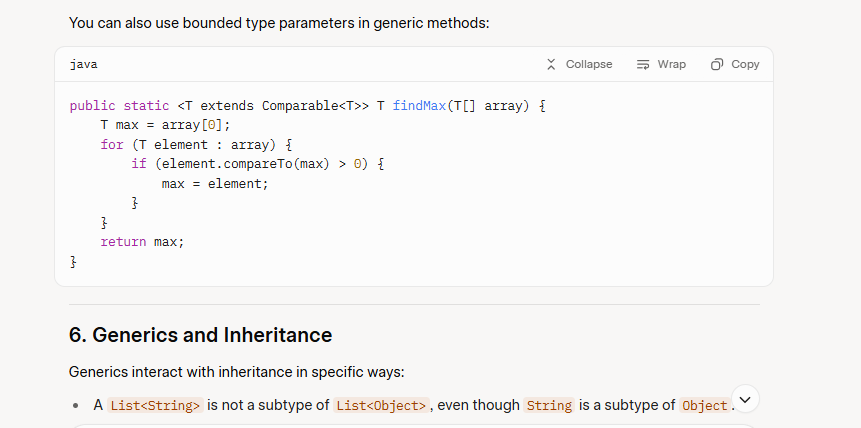 You can also use bounded type parameters in generic methods:
java Collapse Wrap Copy
public static <T extends Comparable<T>> T findMax(T[] array) {
    T max = array[0];
    for (T element : array) {
        if (element.compareTo(max) > 0) {
            max = element;
        }
    }
    return max;
}
6. Generics and Inheritance
Generics interact with inheritance in specific ways:
• A List<String> is not a subtype of List<Object>, even though String is a subtype of Object.